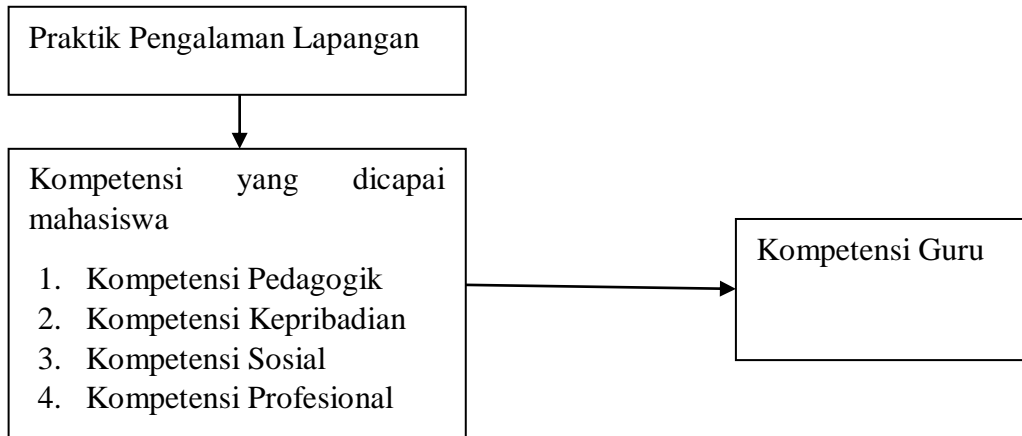 Praktik Pengalaman Lapangan
Kompetensi yang dicapai
mahasiswa
1. Kompetensi Pedagogik
2. Kompetensi Kepribadian
3. Kompetensi Sosial
4. Kompetensi Profesional
Kompetensi Guru